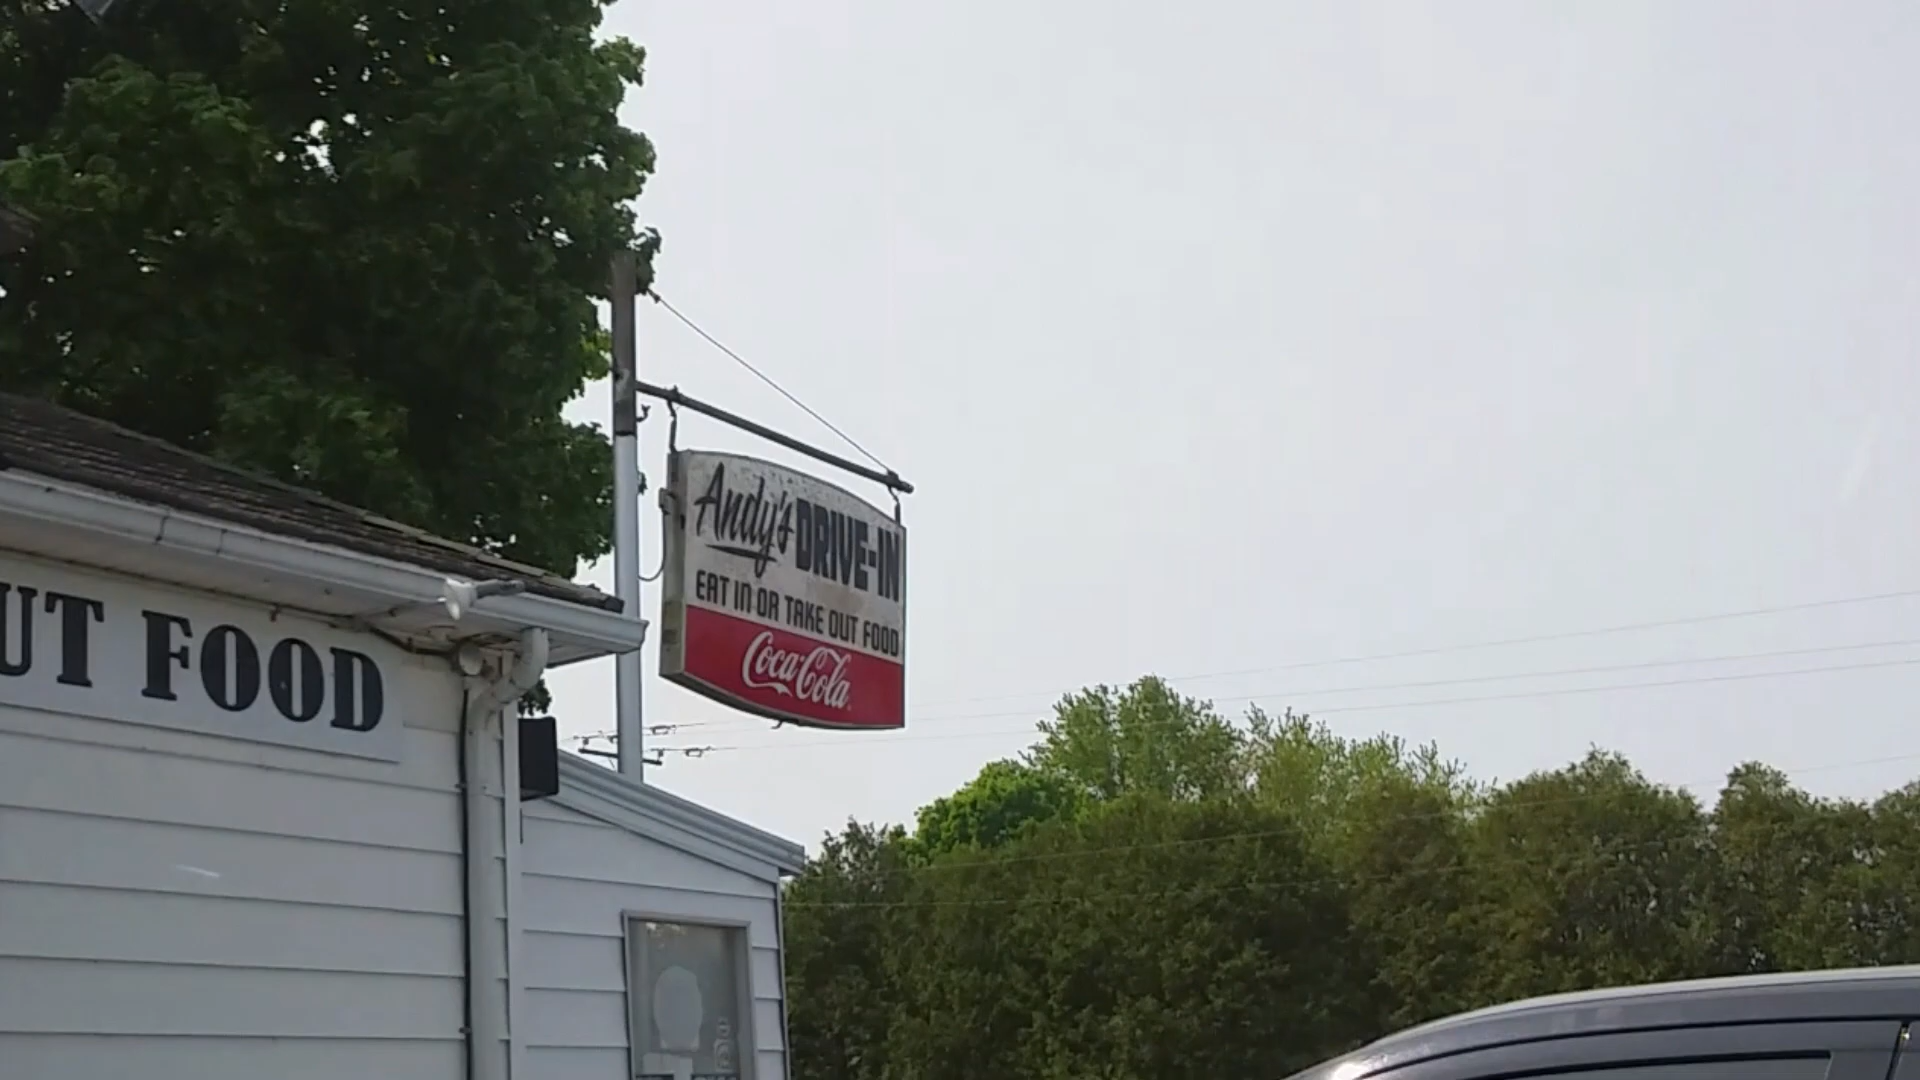 Andy's DRIVE-IN
EAT IN OR TAKE OUT FOOD
Coca-Cola
UT FOOD